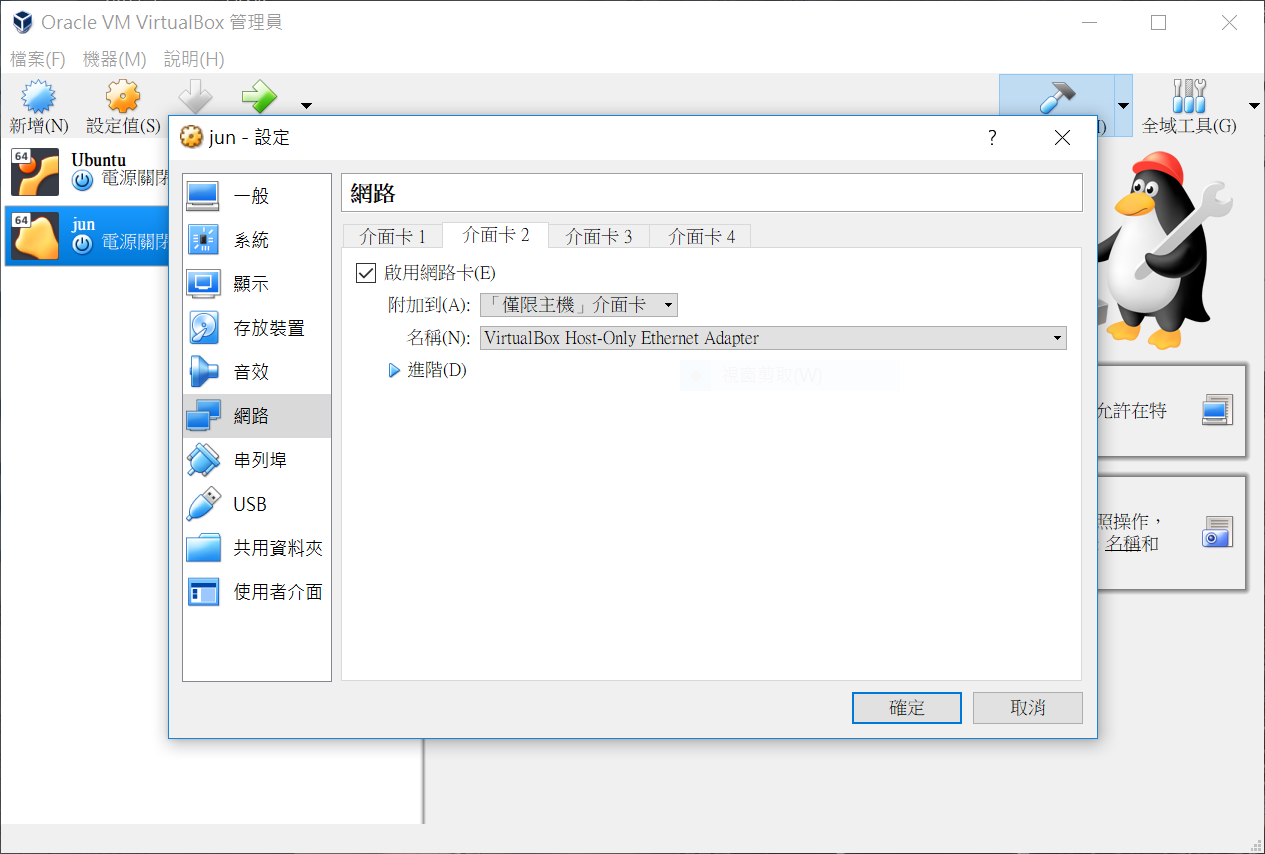 Oracle VM VirtualBox 管理員
檔案(F) 機器(M) 說明(H)
新增(N) 設定值(S)
全域工具(G)
64
Ubuntu
電源關閉
64
jun
電源關閉
jun - 設定
?
一般
系統
顯示
存放裝置
音效
網路
串列埠
USB
共用資料夾
使用者介面
網路
介面卡 1 介面卡 2 介面卡 3 介面卡 4
啟用網路卡(E)
附加到(A): 「僅限主機」介面卡
名稱(N): VirtualBox Host-Only Ethernet Adapter
進階(D)
視窗剪取(W)
確定 取消
允許在特
照操作，
名稱和